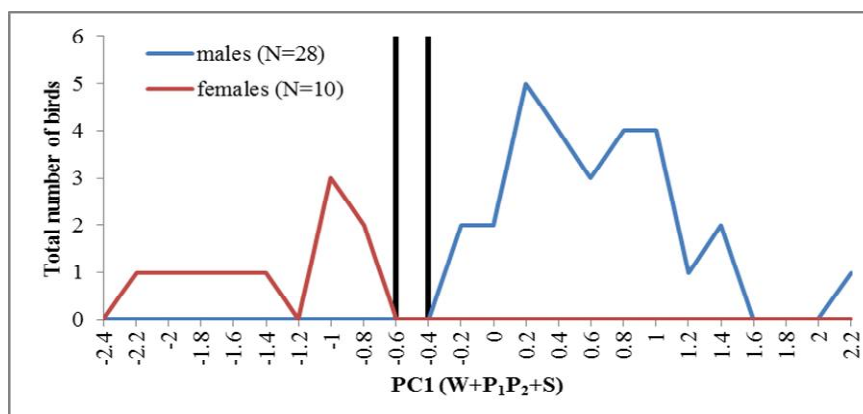 6
5
4
3
2
1
0
Total number of birds
males (N=28)
females (N=10)
-2.4 -2.2 -2 -1.8 -1.6 -1.4 -1.2 -1 -0.8 -0.6 -0.4 -0.2 0 0.2 0.4 0.6 0.8 1 1.2 1.4 1.6 1.8 2 2.2
PC1 (W+P₁P₂+S)